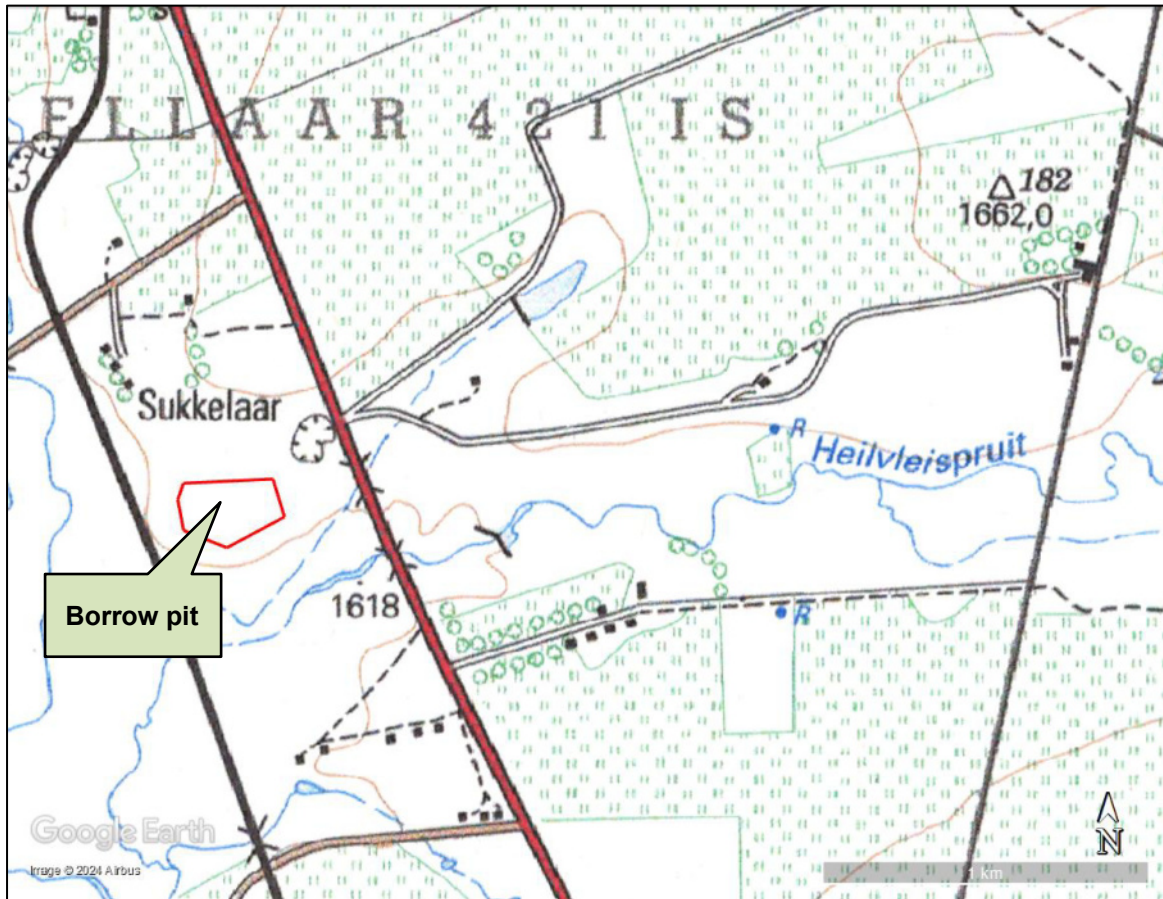 ELLAAR 421 IS
182
1662,0
Sukkelaar
R
Heilvleispruit
Borrow pit
1618
R
Google Earth
Image © 2024 Airbus
N
1 km